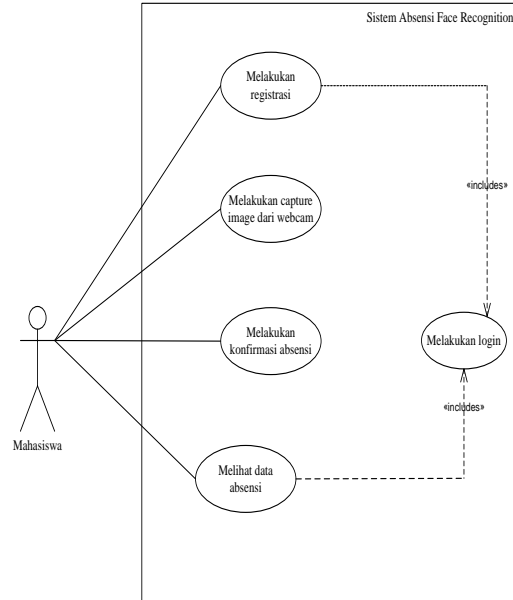 Sistem Absensi Face Recognition
Melakukan
registrasi
«includes»
Melakukan capture
image dari webcam
Melakukan
konfirmasi absensi
Melakukan login
«includes»
Mahasiswa
Melihat data
absensi